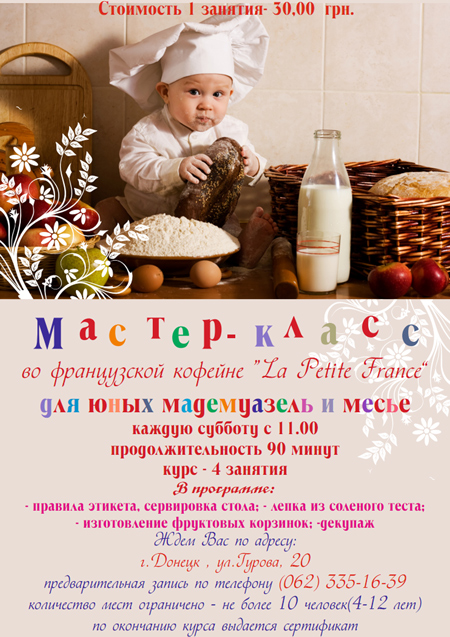 Стоимость 1 занятия- 30,00 грн.
Мастер-класс
во французской кофейне "La Petite France"
для юных мадемуазель и месье
каждую субботу с 11.00
продолжительность 90 минут
курс - 4 занятия
В программе:
- правила этикета, сервировка стола; - лепка из соленого теста;
- изготовление фруктовых корзинок; -декупаж
Ждем Вас по адресу:
г.Донецк , ул.Гурова, 20
предварительная запись по телефону (062) 335-16-39
количество мест ограничено - не более 10 человек(4-12 лет)
по окончанию курса выдается сертификат